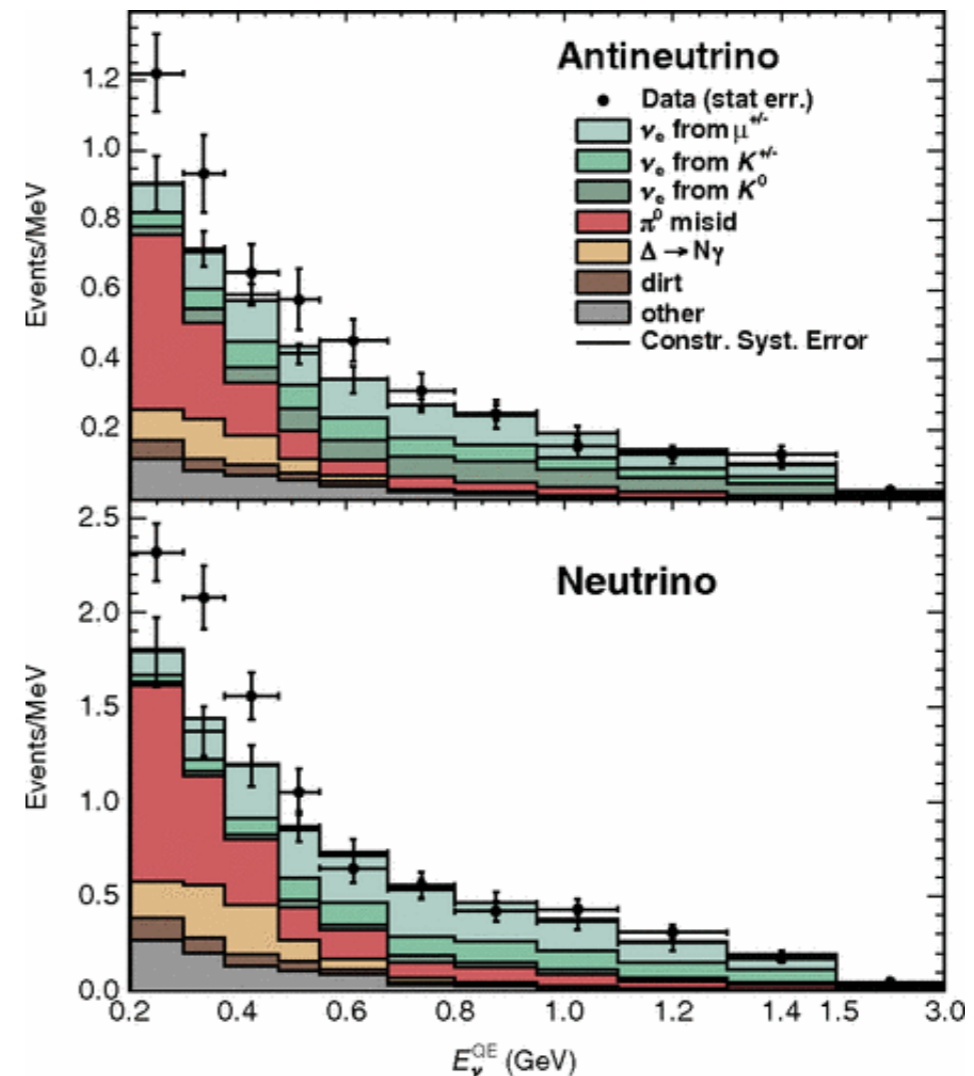 Antineutrino
Data (stat err.)
νe from μ+/-
νe from K+/-
νe from K0
π0 misid
Δ → Nγ
dirt
other
Constr. Syst. Error
Events/MeV
1.2
1.0
0.8
0.6
0.4
0.2
Neutrino
Events/MeV
2.5
2.0
1.5
1.0
0.5
0.0
0.2 0.4 0.6 0.8 1.0 1.2 1.4 1.5 3.0
EνQE (GeV)